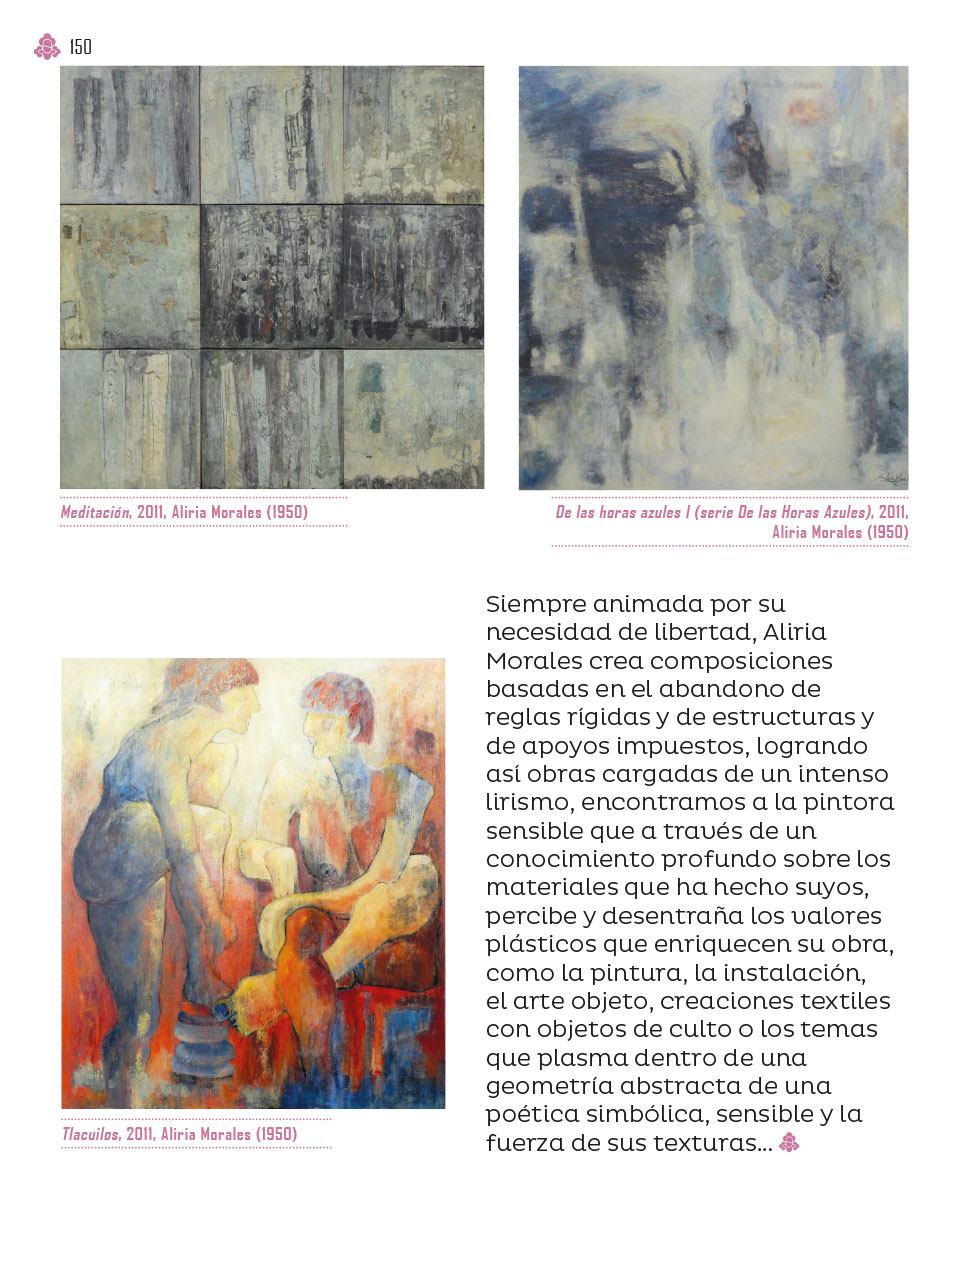 150
Meditación, 2011, Aliria Morales (1950)
De las horas azules I (serie De las Horas Azules), 2011,
Aliria Morales (1950)
Siempre animada por su
necesidad de libertad, Aliria
Morales crea composiciones
basadas en el abandono de
reglas rígidas y de estructuras y
de apoyos impuestos, logrando
así obras cargadas de un intenso
lirismo, encontramos a la pintora
sensible que a través de un
conocimiento profundo sobre los
materiales que ha hecho suyos,
percibe y desentraña los valores
plásticos que enriquecen su obra,
como la pintura, la instalación,
el arte objeto, creaciones textiles
con objetos de culto o los temas
que plasma dentro de una
geometría abstracta de una
poética simbólica, sensible y la
fuerza de sus texturas...
Tlacuilos, 2011, Aliria Morales (1950)